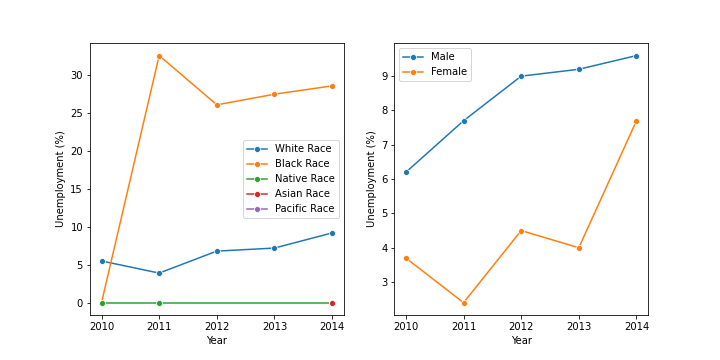 Unemployment (%)
30
25
20
15
10
5
0
White Race
Black Race
Native Race
Asian Race
Pacific Race
2010 2011 2012 2013 2014
Year
Unemployment (%)
9
8
7
6
5
4
3
Male
Female
2010 2011 2012 2013 2014
Year